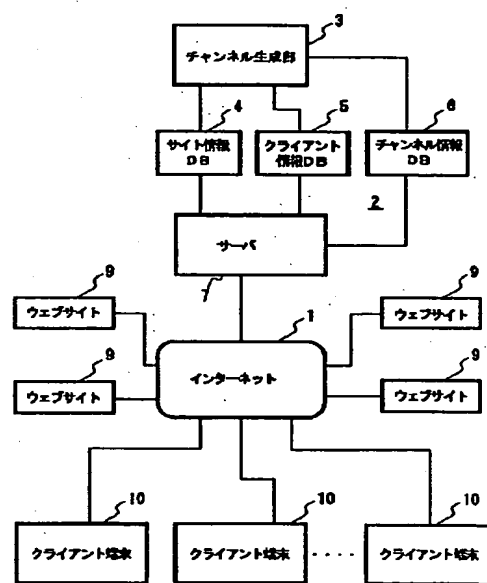 3
チャンネル生成部
4
5
6
サイト情報
DB
クライアント
情報DB
チャンネル情報
DB
2
サーバ
7
9
ウェブサイト
1
9
ウェブサイト
9
ウェブサイト
インターネット
9
ウェブサイト
10
クライアント端末
10
クライアント端末
10
クライアント端末